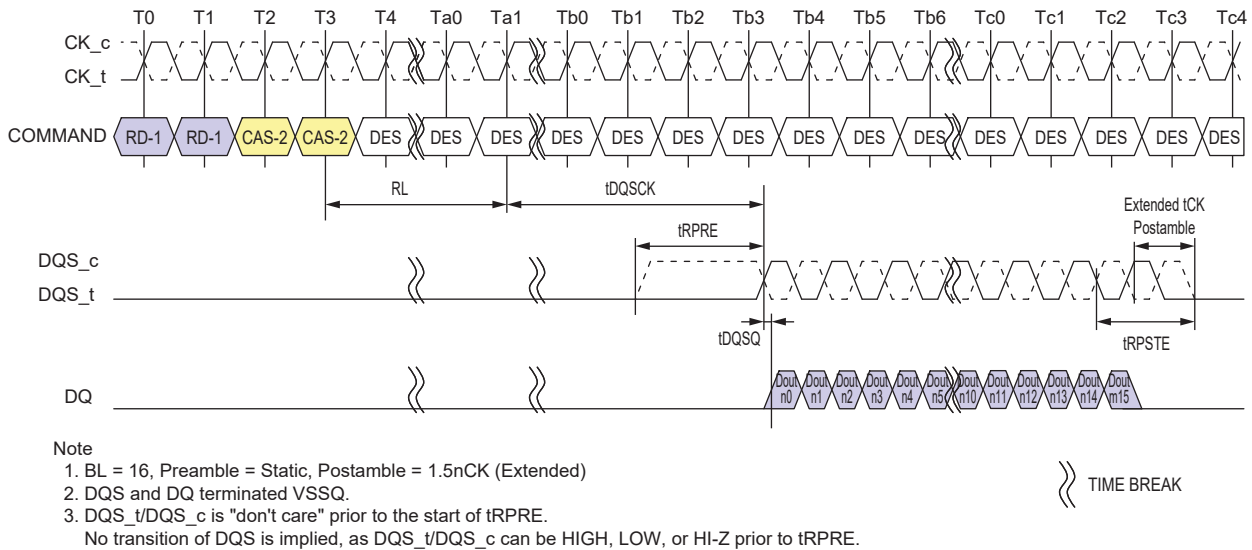 T0 T1 T2 T3 T4 Ta0 Ta1 Tb0 Tb1 Tb2 Tb3 Tb4 Tb5 Tb6 Tc0 Tc1 Tc2 Tc3 Tc4
CK_c
CK_t
COMMAND RD-1 RD-1 CAS-2 CAS-2 DES DES DES DES DES DES DES DES DES DES DES DES DES DES DES
RL tDQSCK
Extended tCK
Postamble
tRPRE
DQS_c
DQS_t
tDQSQ
tRPSTE
DQ
Dout Dout Dout Dout Dout Dout Dout Dout Dout Dout Dout Dout
n0 n1 n2 n3 n4 n5 n10 n11 n12 n13 n14 m15
Note
1. BL = 16, Preamble = Static, Postamble = 1.5nCK (Extended)
2. DQS and DQ terminated VSSQ.
3. DQS_t/DQS_c is "don't care" prior to the start of tRPRE.
No transition of DQS is implied, as DQS_t/DQS_c can be HIGH, LOW, or HI-Z prior to tRPRE.
TIME BREAK